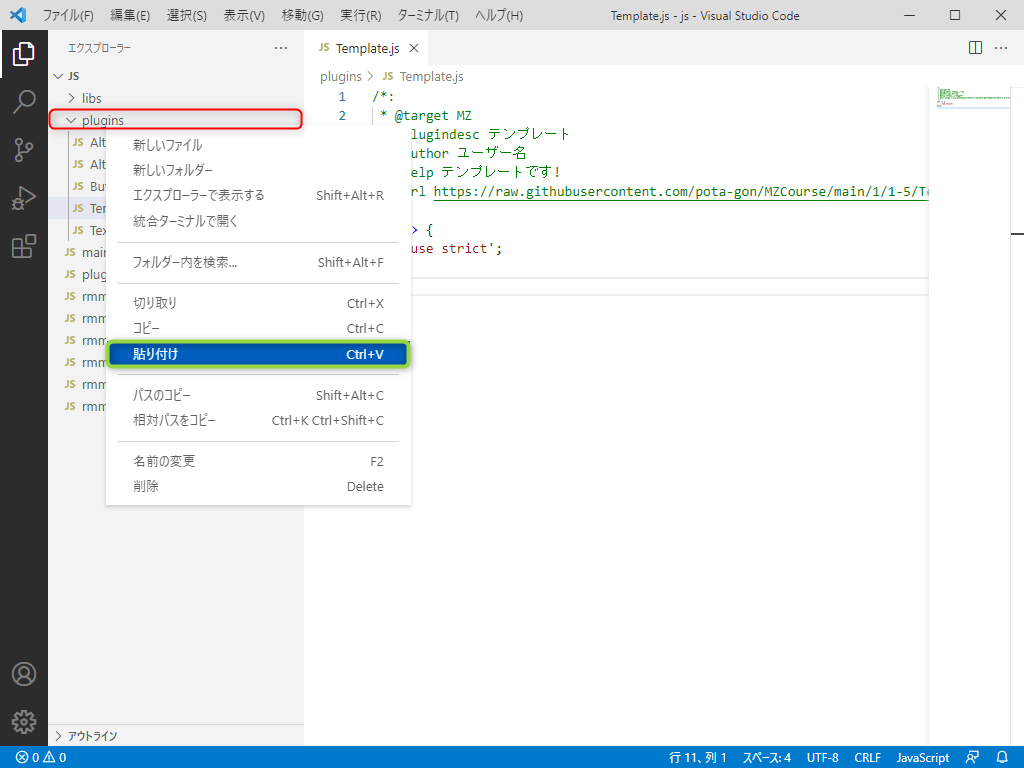 ファイル(F) 編集(E) 選択(S) 表示(V) 移動(G) 実行(R) ターミナル(T) ヘルプ(H) Template.js - js - Visual Studio Code
エクスプローラー
JS Template.js
JS
plugins > JS Template.js
libs
plugins
JS Alt
JS Alt
JS
JS
JS
JS main
JS plug
JS rmm
JS rmm
JS rmm
JS rmm
JS rmm
JS rmm
新しいファイル
新しいフォルダー
エクスプローラーで表示する Shift+Alt+R
統合ターミナルで開く
フォルダー内を検索... Shift+Alt+F
切り取り Ctrl+X
コピー Ctrl+C
貼り付け Ctrl+V
パスのコピー Shift+Alt+C
相対パスをコピー Ctrl+K Ctrl+Shift+C
名前の変更 F2
削除 Delete
1 /*:
2 * @target MZ
lugindesc テンプレート
uthor ユーザー名
elp テンプレートです!
rl https://raw.githubusercontent.com/pota-gon/MZCourse/main/1/1-5/Te
> {
use strict';
アウトライン
0 0 行 11、列 1 スペース: 4 UTF-8 CRLF JavaScript